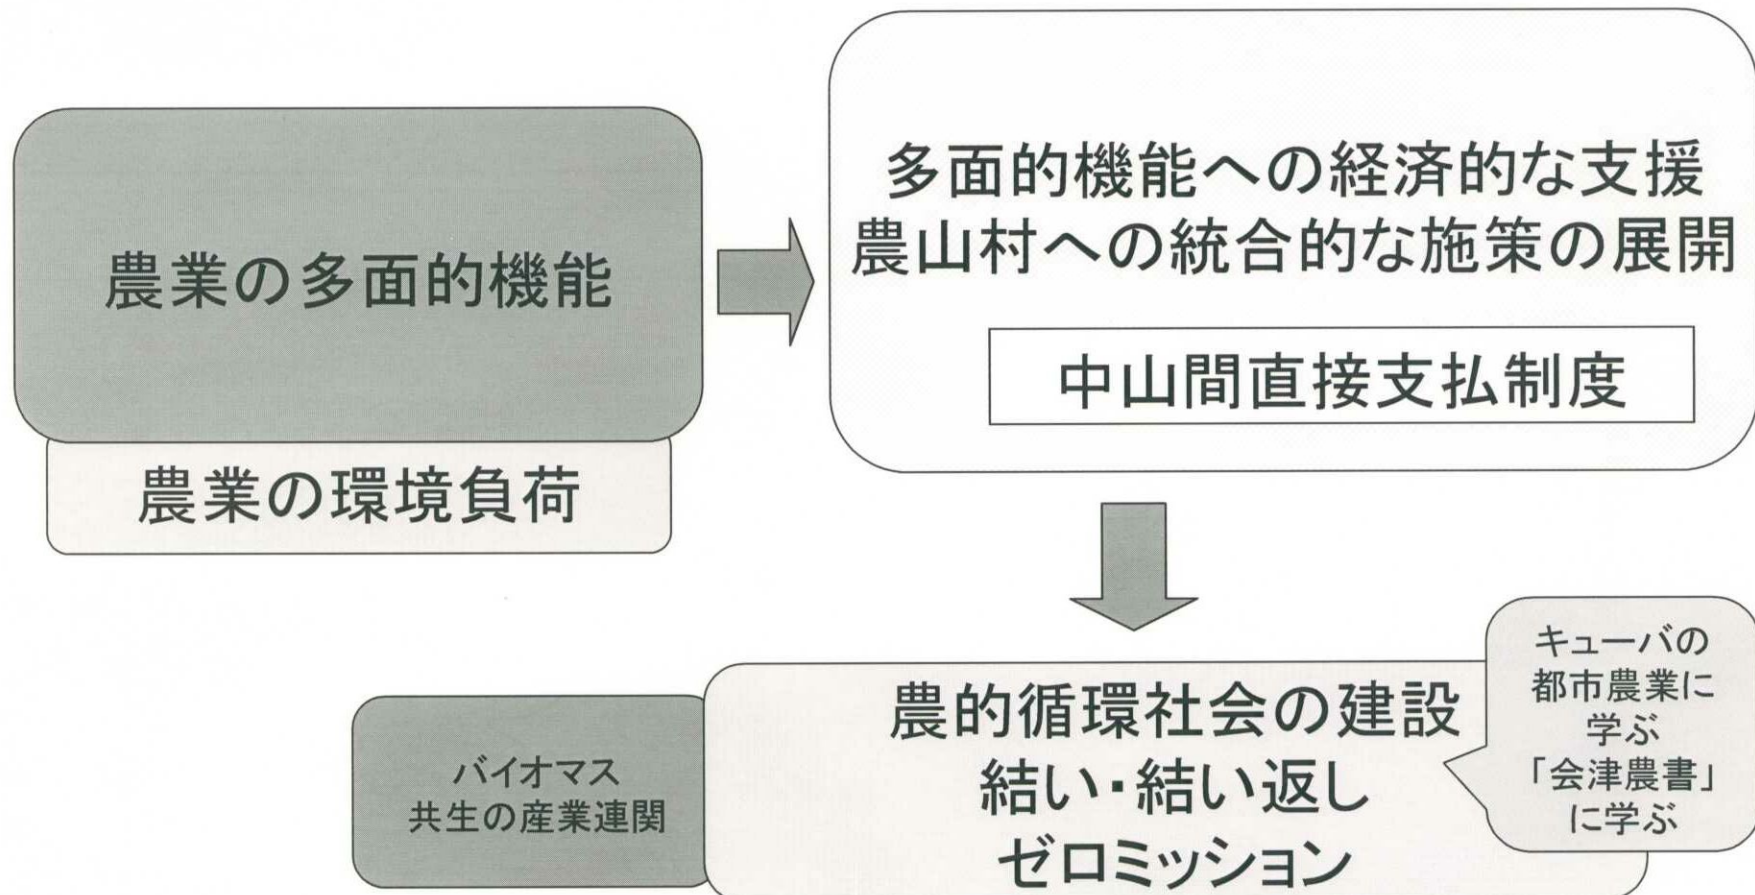 農業の多面的機能
農業の環境負荷
多面的機能への経済的な支援
農山村への統合的な施策の展開
中山間直接支払制度
バイオマス
共生の産業連関
農的循環社会の建設
結い・結い返し
ゼロミッション
キューバの
都市農業に
学ぶ
「会津農書」
に学ぶ